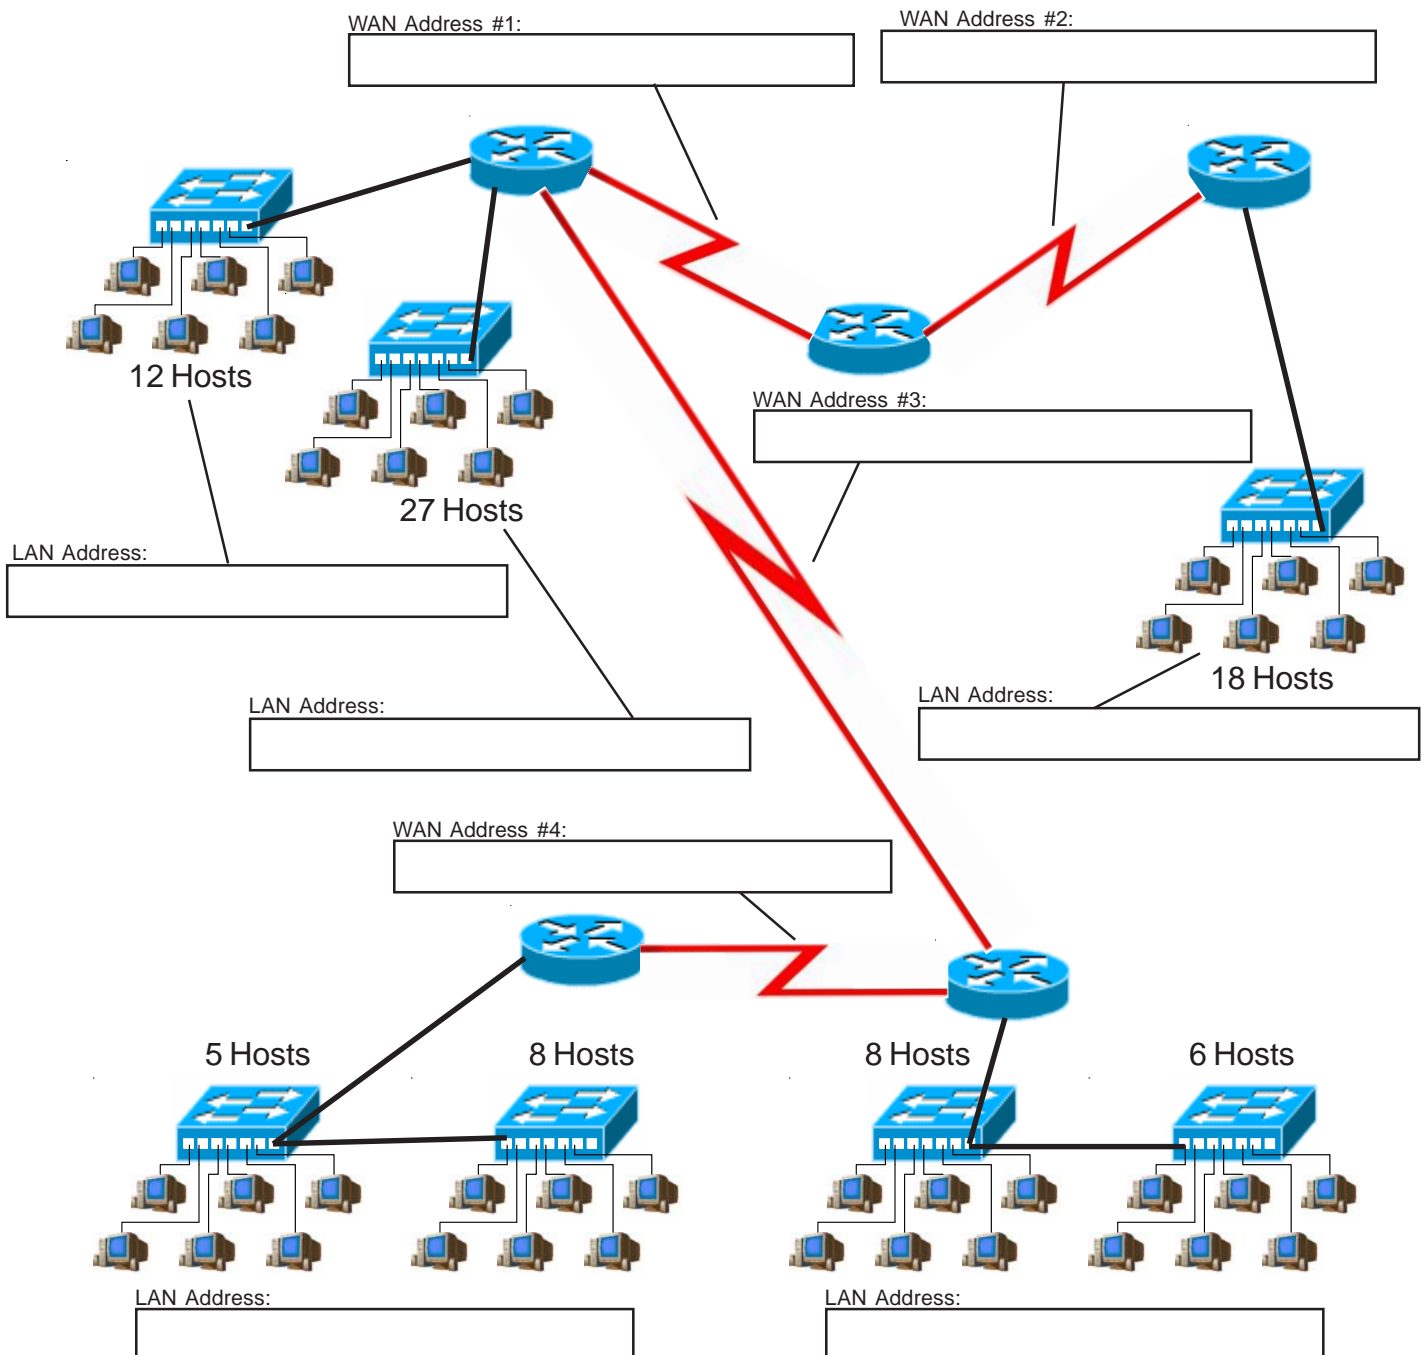 WAN Address #1:
WAN Address #2:
12 Hosts
WAN Address #3:
27 Hosts
LAN Address:
18 Hosts
LAN Address:
LAN Address:
WAN Address #4:
5 Hosts
8 Hosts
8 Hosts
6 Hosts
LAN Address:
LAN Address: